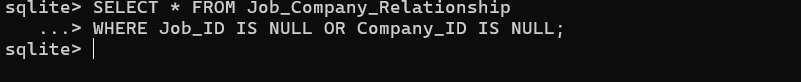 sqlite> SELECT * FROM Job_Company_Relationship
   ...> WHERE Job_ID IS NULL OR Company_ID IS NULL;
sqlite>